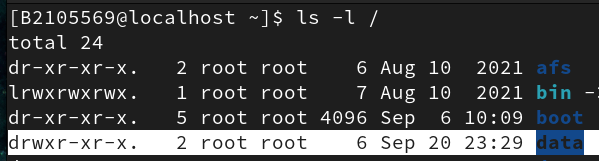 [B2105569@localhost ~]$ ls -l /
total 24
dr-xr-xr-x.   2 root root    6 Aug 10  2021 afs
lrwxrwxrwx.   1 root root    7 Aug 10  2021 bin -
dr-xr-xr-x.   5 root root 4096 Sep  6 10:09 boot
drwxr-xr-x.   2 root root    6 Sep 20 23:29 data